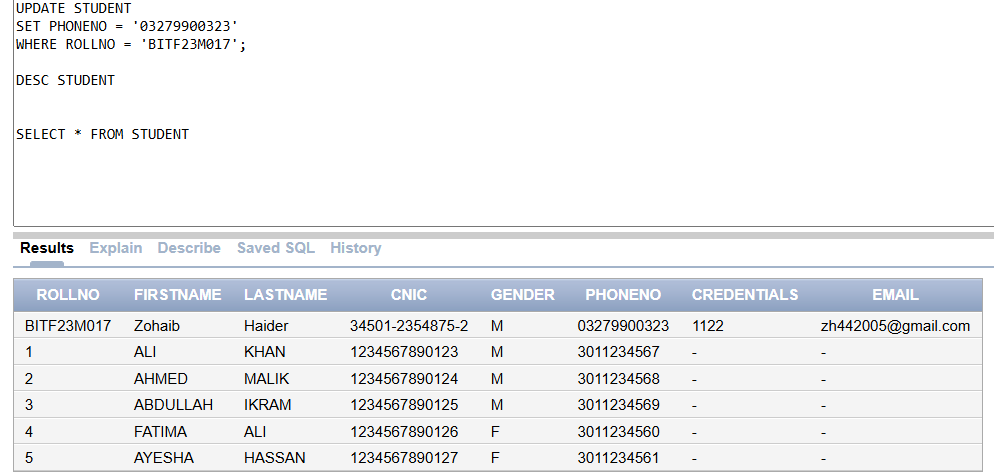 UPDATE STUDENT
SET PHONENO = '03279900323'
WHERE ROLLNO = 'BITF23M017';
DESC STUDENT
SELECT * FROM STUDENT
Results Explain Describe Saved SQL History
ROLLNO FIRSTNAME LASTNAME CNIC GENDER PHONENO CREDENTIALS EMAIL
BITF23M017 Zohaib Haider 34501-2354875-2 M 03279900323 1122 zh442005@gmail.com
1 ALI KHAN 1234567890123 M 3011234567 - -
2 AHMED MALIK 1234567890124 M 3011234568 - -
3 ABDULLAH IKRAM 1234567890125 M 3011234569 - -
4 FATIMA ALI 1234567890126 F 3011234560 - -
5 AYESHA HASSAN 1234567890127 F 3011234561 - -